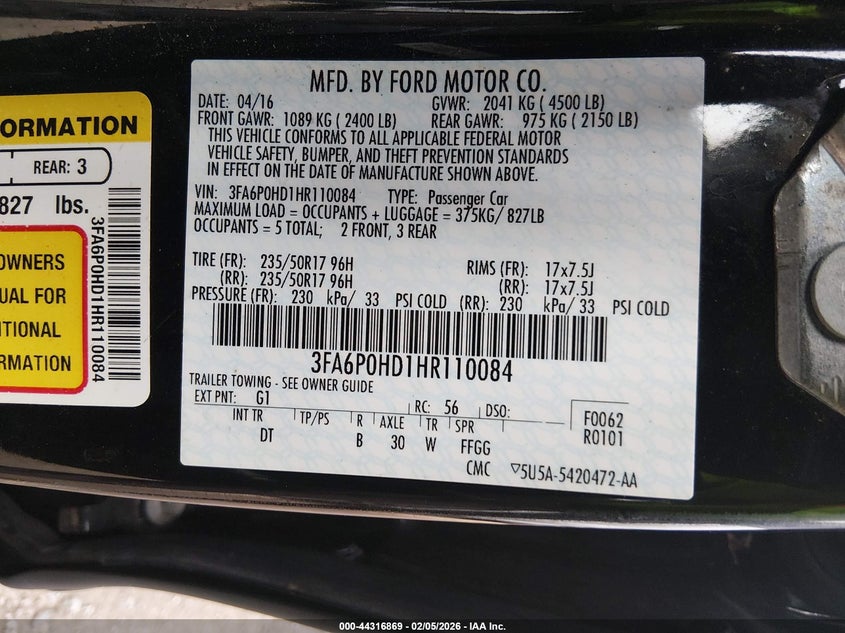 ORMATION
REAR: 3
827 lbs.
OWNERS
UAL FOR
ITIONAL
ORMATION
3FA6P0HD1HR110084
MFD. BY FORD MOTOR CO.
DATE: 04/16 GVWR: 2041 KG ( 4500 LB)
FRONT GAWR: 1089 KG ( 2400 LB) REAR GAWR: 975 KG ( 2150 LB)
THIS VEHICLE CONFORMS TO ALL APPLICABLE FEDERAL MOTOR
VEHICLE SAFETY, BUMPER, AND THEFT PREVENTION STANDARDS
IN EFFECT ON THE DATE OF MANUFACTURE SHOWN ABOVE.
VIN: 3FA6P0HD1HR110084 TYPE: Passenger Car
MAXIMUM LOAD = OCCUPANTS + LUGGAGE = 375KG/ 827LB
OCCUPANTS = 5 TOTAL; 2 FRONT, 3 REAR
TIRE (FR): 235/50R17 96H RIMS (FR): 17x7.5J
(RR): 235/50R17 96H (RR): 17x7.5J
PRESSURE (FR): 230 kPa/ 33 PSI COLD (RR): 230 kPa/ 33 PSI COLD
3FA6P0HD1HR110084
TRAILER TOWING - SEE OWNER GUIDE
EXT PNT: G1 RC: 56 DSO: F0062
INT TR TP/PS R AXLE TR SPR R0101
DT B 30 W FFGG
CMC ▽5U5A-5420472-AA
000-44316869 - 02/05/2026 - IAA Inc.